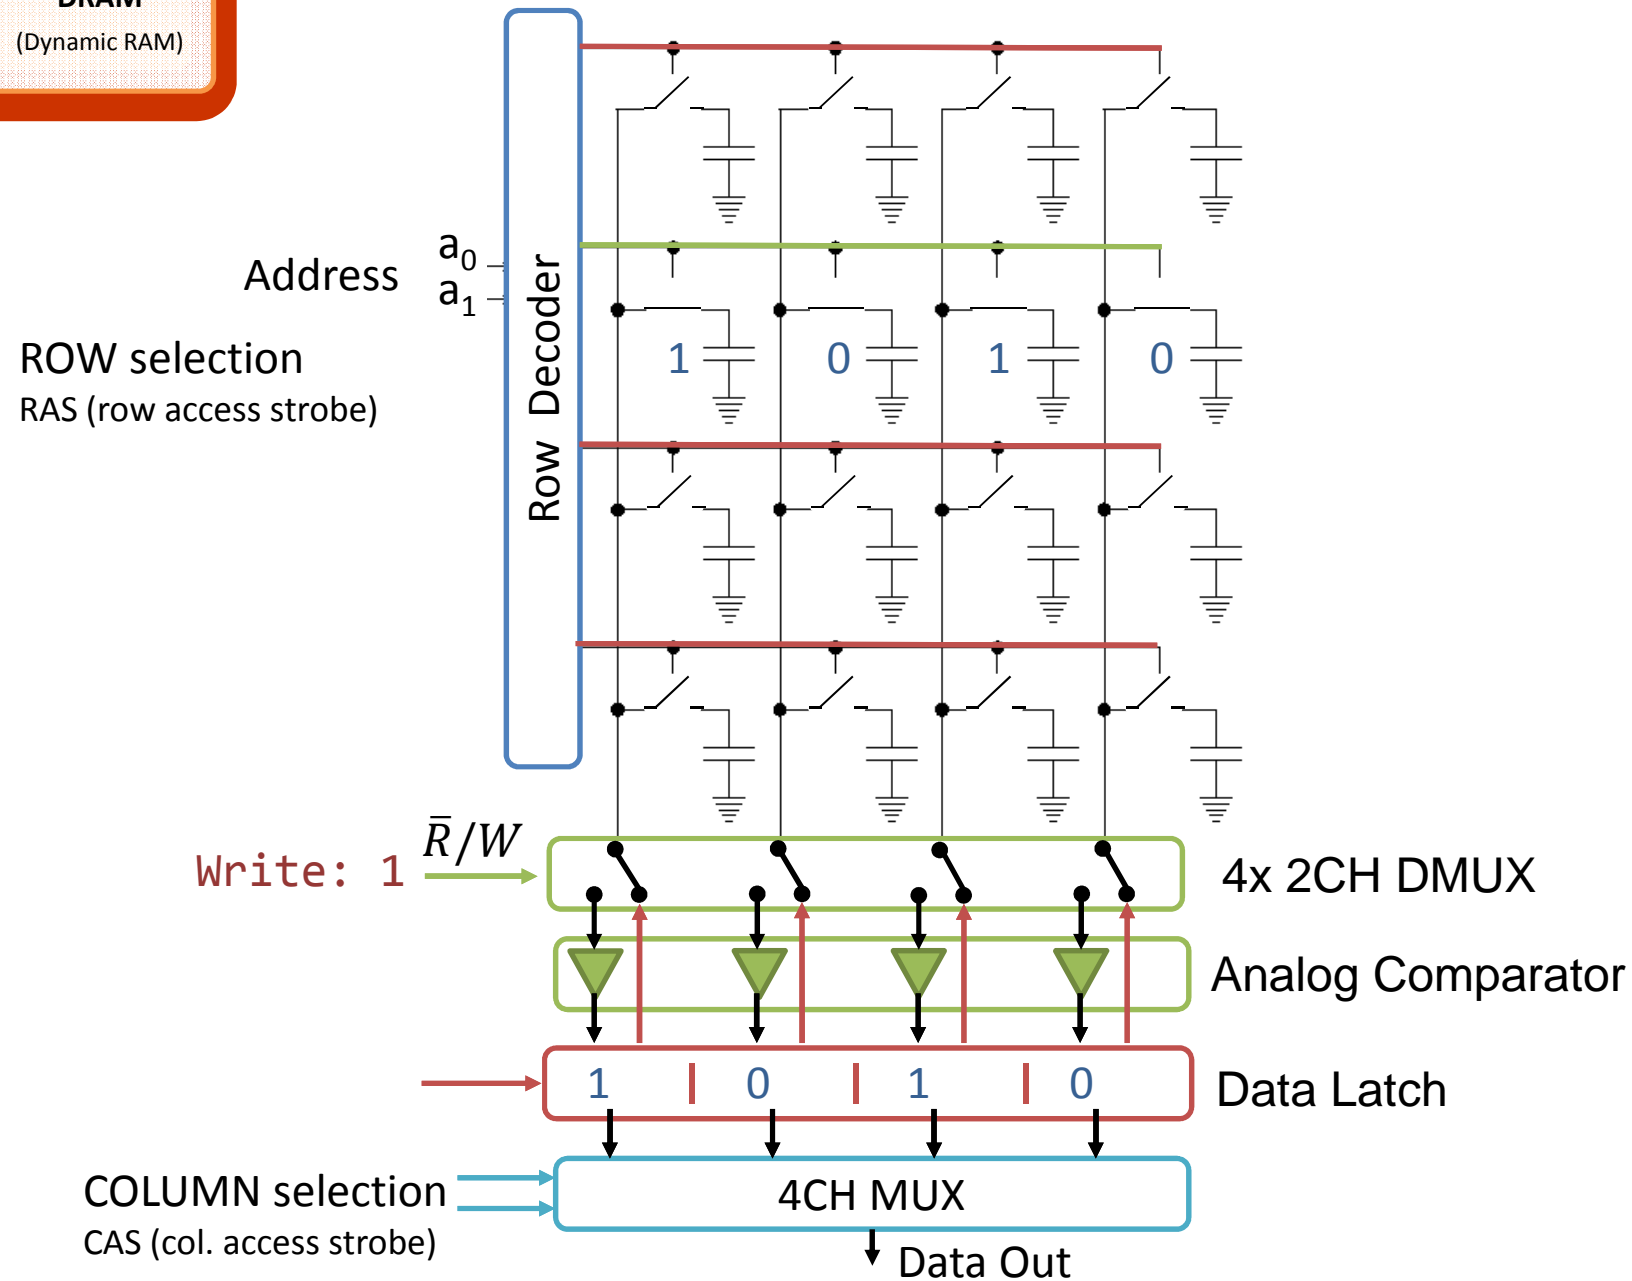 DRAM
(Dynamic RAM)
Address
a0
a1
ROW selection
RAS (row access strobe)
Row Decoder
1 0 1 0
Write: 1
R̄/W
4x 2CH DMUX
Analog Comparator
1 | 0 | 1 | 0
Data Latch
COLUMN selection
CAS (col. access strobe)
4CH MUX
Data Out